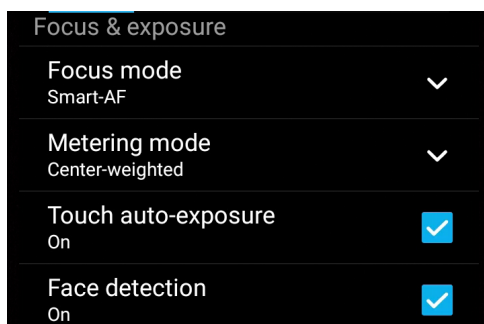 Focus & exposure
Focus mode
Smart-AF
Metering mode
Center-weighted
Touch auto-exposure
On
Face detection
On